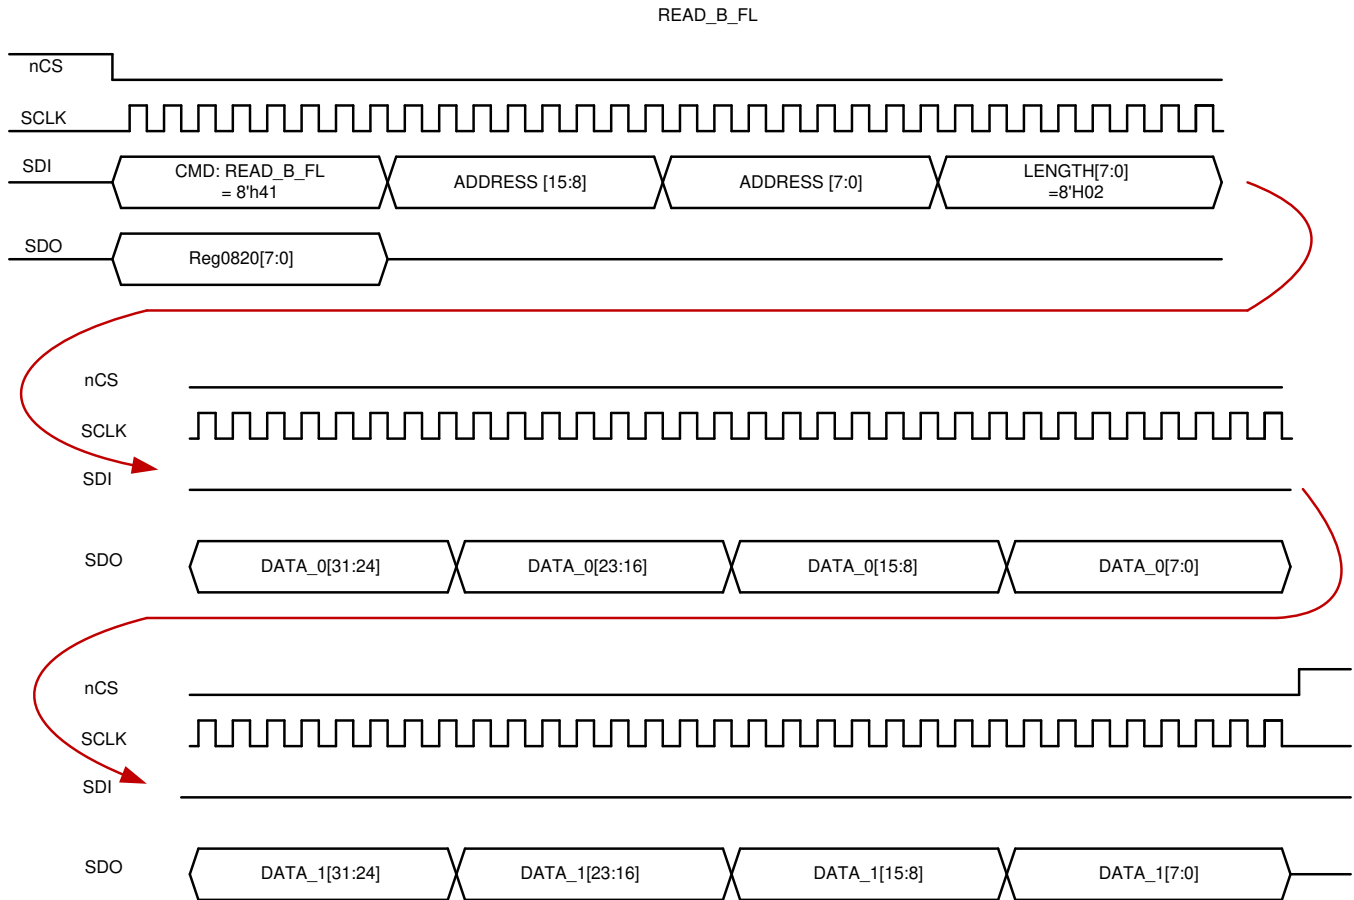 READ_B_FL
nCS
SCLK
SDI
CMD: READ_B_FL
= 8'h41
ADDRESS [15:8]
ADDRESS [7:0]
LENGTH[7:0]
=8'H02
SDO
Reg0820[7:0]
nCS
SCLK
SDI
SDO
DATA_0[31:24]
DATA_0[23:16]
DATA_0[15:8]
DATA_0[7:0]
nCS
SCLK
SDI
SDO
DATA_1[31:24]
DATA_1[23:16]
DATA_1[15:8]
DATA_1[7:0]